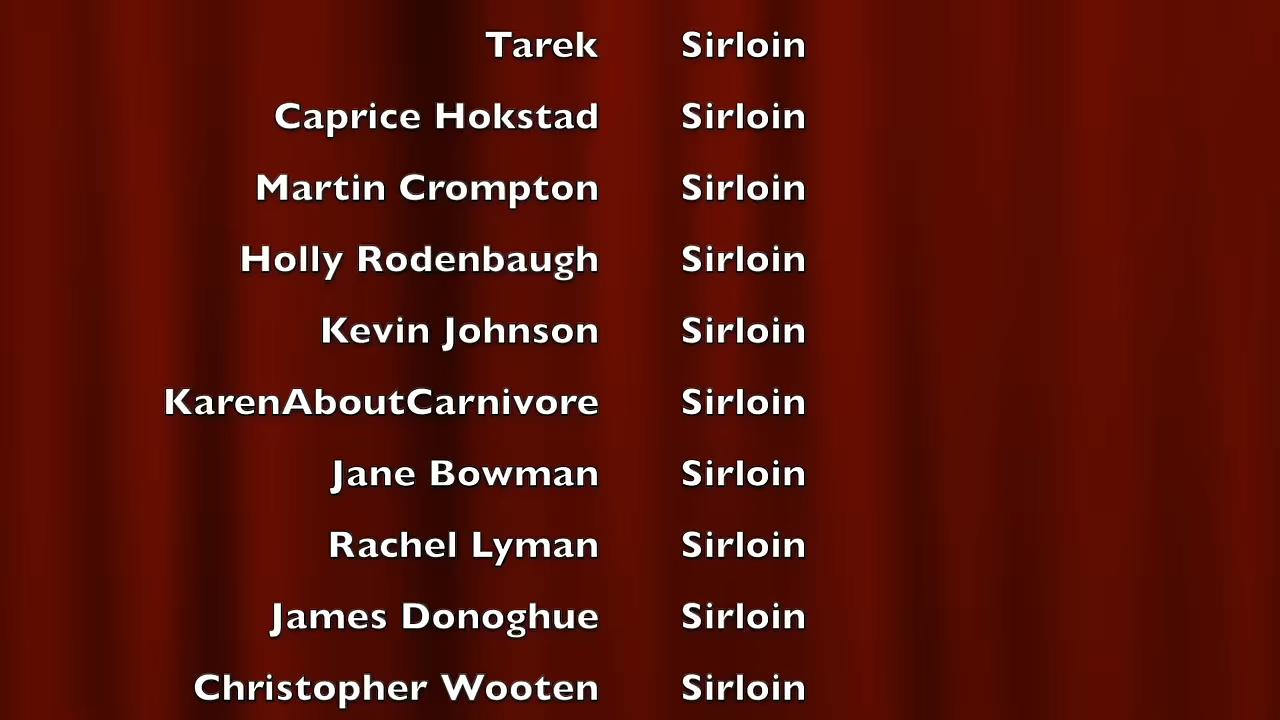 Tarek Sirloin
Caprice Hokstad Sirloin
Martin Crompton Sirloin
Holly Rodenbaugh Sirloin
Kevin Johnson Sirloin
KarenAboutCarnivore Sirloin
Jane Bowman Sirloin
Rachel Lyman Sirloin
James Donoghue Sirloin
Christopher Wooten Sirloin